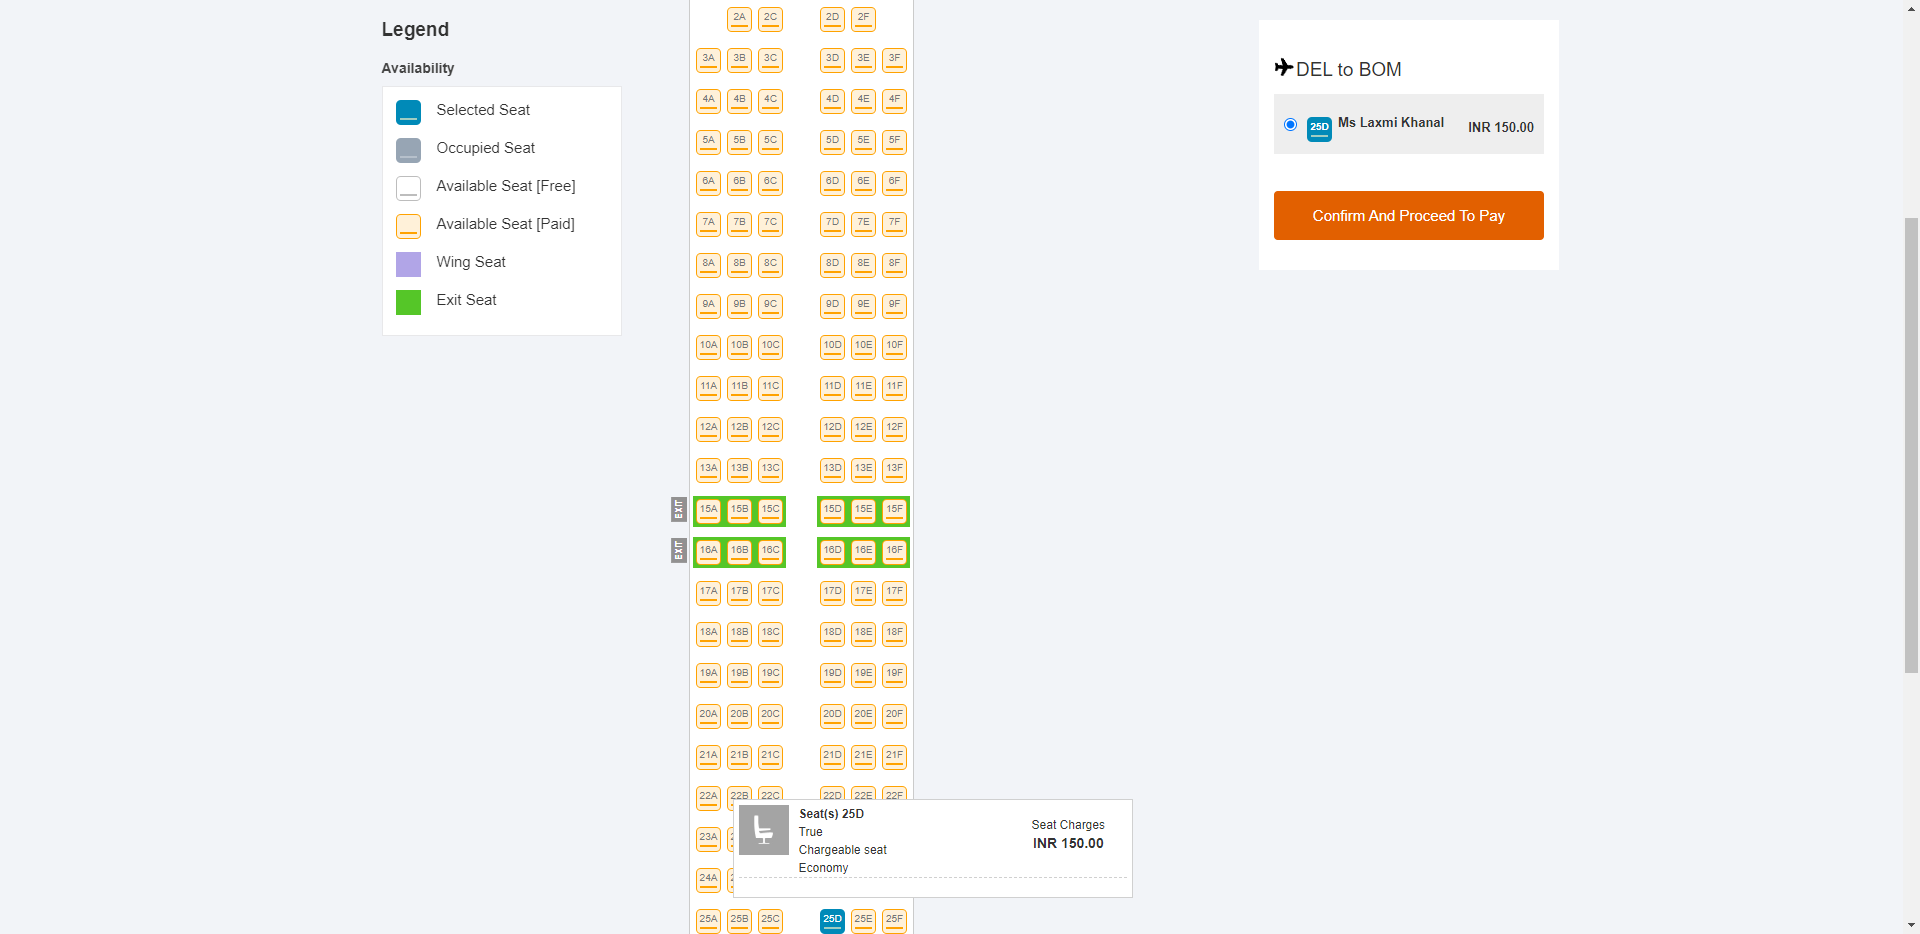 Legend
Availability
Selected Seat
Occupied Seat
Available Seat [Free]
Available Seat [Paid]
Wing Seat
Exit Seat
2A 2C 2D 2F
3A 3B 3C 3D 3E 3F
4A 4B 4C 4D 4E 4F
5A 5B 5C 5D 5E 5F
6A 6B 6C 6D 6E 6F
7A 7B 7C 7D 7E 7F
8A 8B 8C 8D 8E 8F
9A 9B 9C 9D 9E 9F
10A 10B 10C 10D 10E 10F
11A 11B 11C 11D 11E 11F
12A 12B 12C 12D 12E 12F
13A 13B 13C 13D 13E 13F
EXIT 15A 15B 15C 15D 15E 15F
EXIT 16A 16B 16C 16D 16E 16F
17A 17B 17C 17D 17E 17F
18A 18B 18C 18D 18E 18F
19A 19B 19C 19D 19E 19F
20A 20B 20C 20D 20E 20F
21A 21B 21C 21D 21E 21F
22A 22B 22C 22D 22E 22F
23A
24A
25A 25B 25C 25D 25E 25F
Seat(s) 25D
True
Chargeable seat
Economy
Seat Charges
INR 150.00
DEL to BOM
25D Ms Laxmi Khanal INR 150.00
Confirm And Proceed To Pay